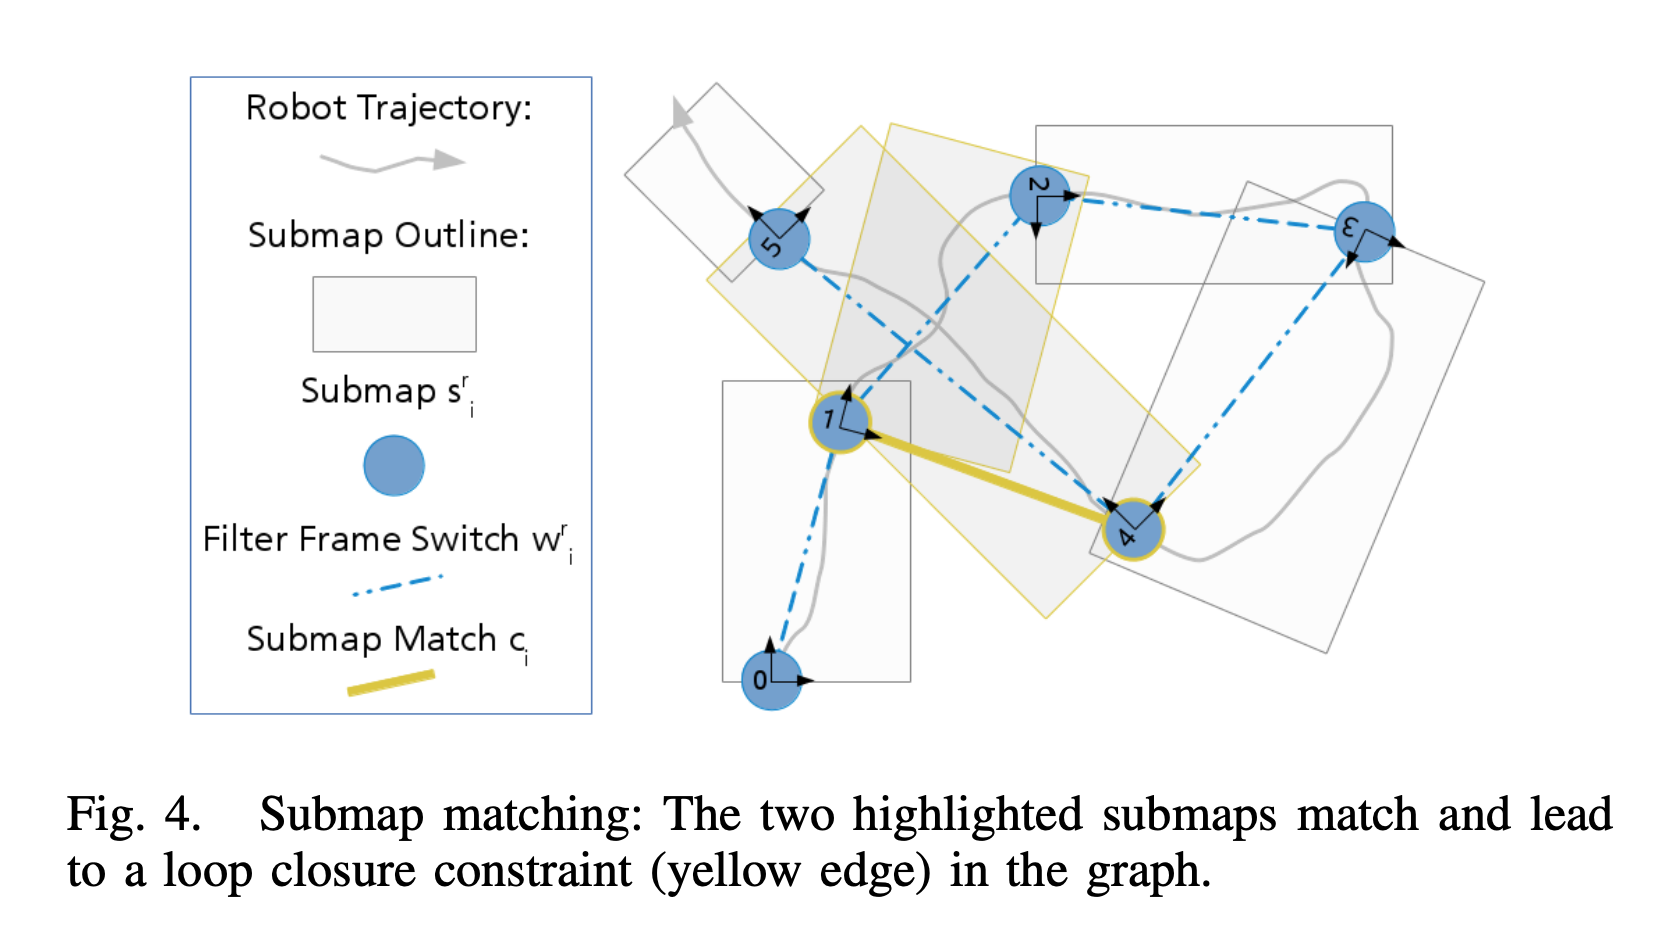 Robot Trajectory:
Submap Outline:
Submap s^r_i
Filter Frame Switch w^r_i
Submap Match c_i
5
2
3
1
4
0
Fig. 4. Submap matching: The two highlighted submaps match and lead
to a loop closure constraint (yellow edge) in the graph.